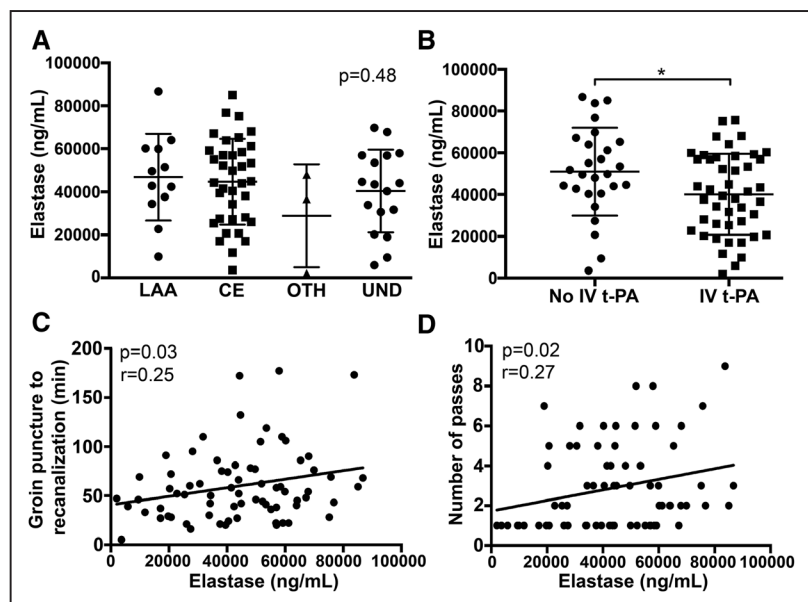 A
B
100000
80000
60000
40000
20000
0
Elastase (ng/mL)
p=0.48
LAA CE OTH UND
100000
80000
60000
40000
20000
0
Elastase (ng/mL)
*
No IV t-PA IV t-PA
C
D
200
150
100
50
0
Groin puncture to
recanalization (min)
p=0.03
r=0.25
0 20000 40000 60000 80000 100000
Elastase (ng/mL)
10
8
6
4
2
0
Number of passes
p=0.02
r=0.27
0 20000 40000 60000 80000 100000
Elastase (ng/mL)